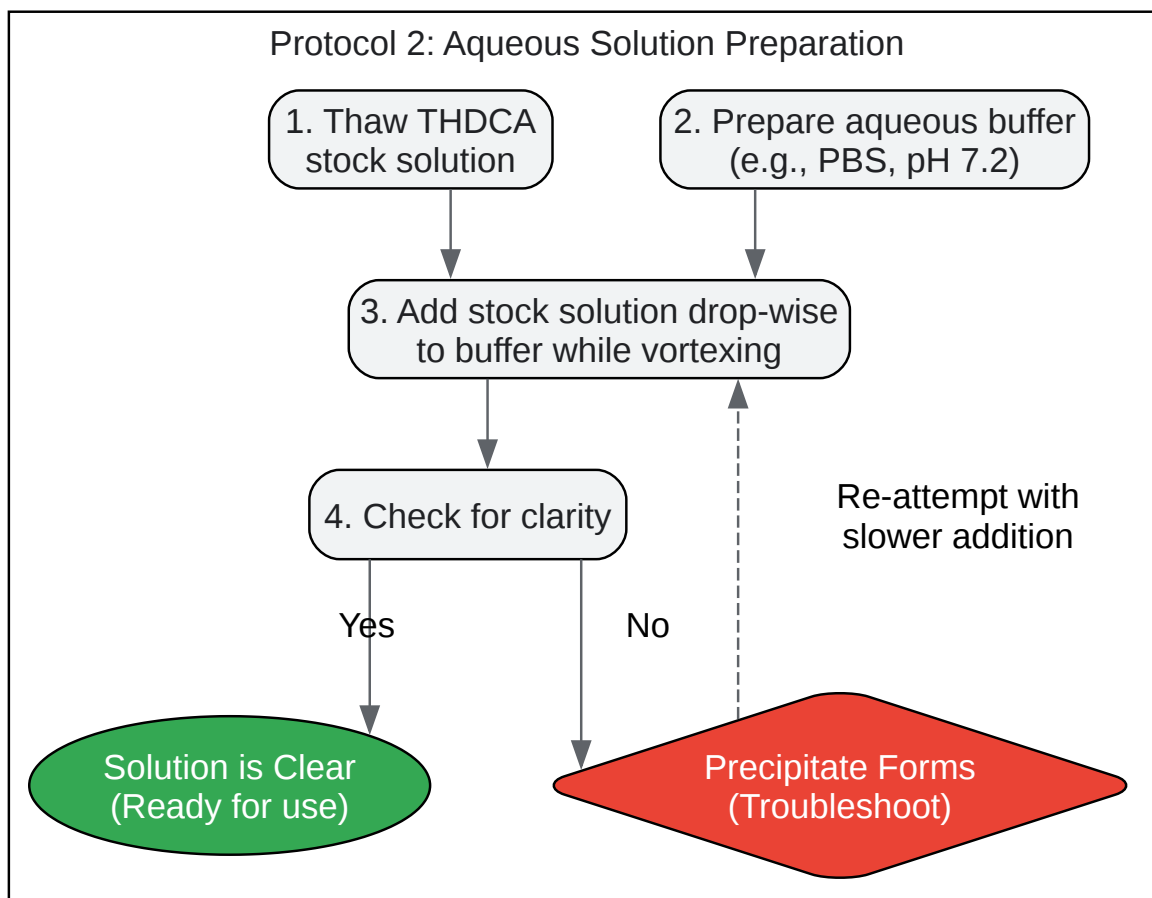 Protocol 2: Aqueous Solution Preparation
1. Thaw THDCA
stock solution
2. Prepare aqueous buffer
(e.g., PBS, pH 7.2)
3. Add stock solution drop-wise
to buffer while vortexing
4. Check for clarity
Re-attempt with
slower addition
Yes
No
Solution is Clear
(Ready for use)
Precipitate Forms
(Troubleshoot)